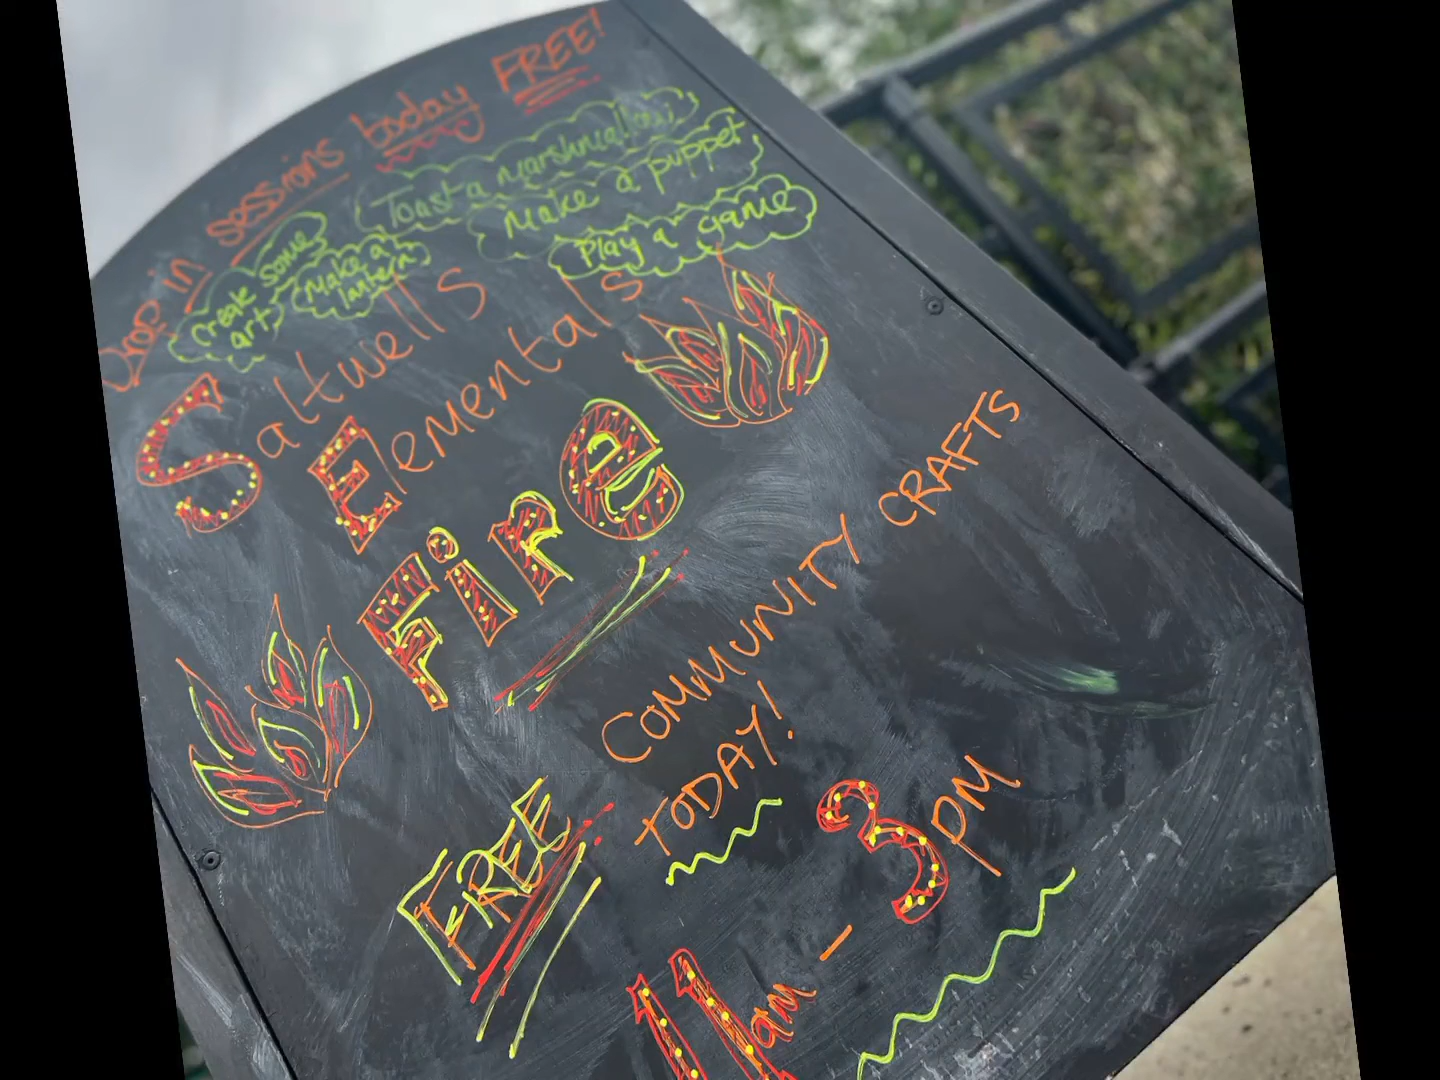 Drop in sessions today FREE!
Create some art
Make a lantern
Toast a marshmallow
Make a puppet
Play a game
Saltwells
Elementals
Fire
FREE
COMMUNITY CRAFTS
TODAY!
11am - 3pm